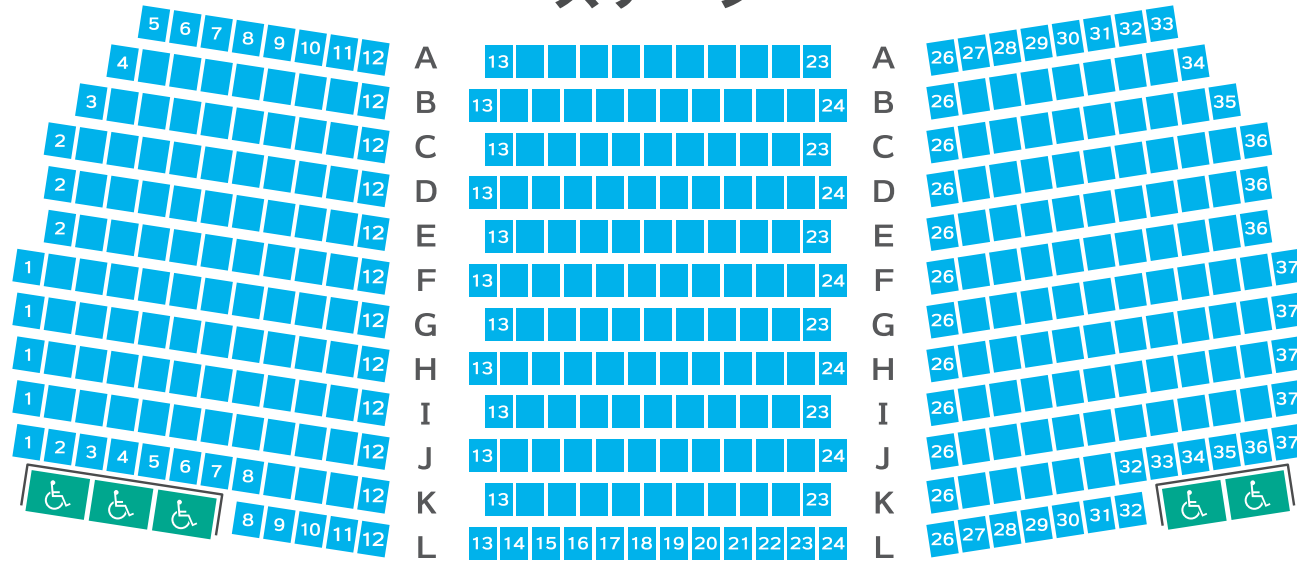 5 6 7 8 9 10 11 12 A 13 23 A 26 27 28 29 30 31 32 33
4 12 B 13 24 B 26 34
3 12 C 13 23 C 26 35
2 12 D 13 24 D 26 36
2 12 E 13 23 E 26 36
2 12 F 13 24 F 26 36
1 12 G 13 23 G 26 37
1 12 H 13 24 H 26 37
1 12 I 13 23 I 26 37
1 12 J 13 24 J 26 37
1 2 3 4 5 6 7 8 12 K 13 23 K 26 32 33 34 35 36 37
8 9 10 11 12 L 13 14 15 16 17 18 19 20 21 22 23 24 L 26 27 28 29 30 31 32